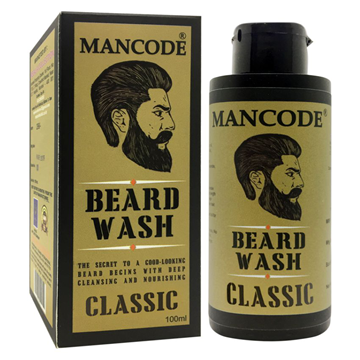 MANCODE®
BEARD
WASH
THE SECRET TO A GOOD-LOOKING
BEARD BEGINS WITH DEEP
CLEANSING AND NOURISHING
CLASSIC
100ml
MANCODE®
BEARD
WASH
CLASSIC